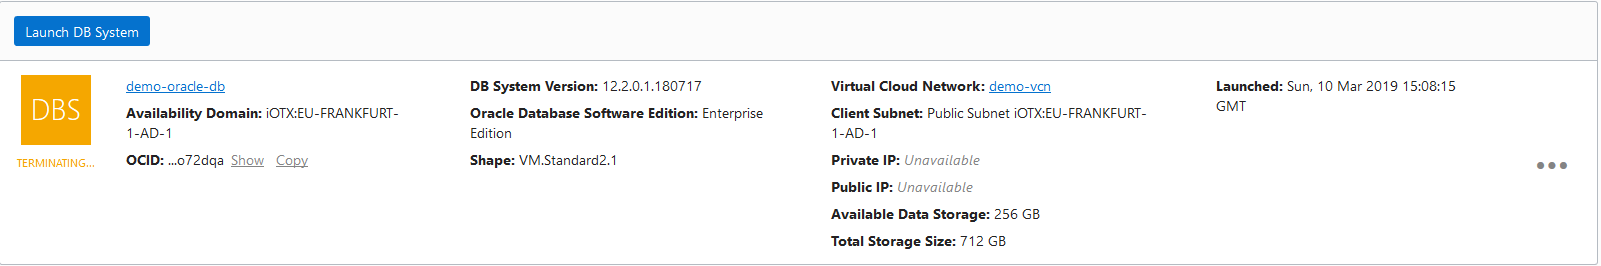 Launch DB System
DBS
TERMINATING...
demo-oracle-db
Availability Domain: iOTX:EU-FRANKFURT-
1-AD-1
OCID: ...o72dqa Show Copy
DB System Version: 12.2.0.1.180717
Oracle Database Software Edition: Enterprise
Edition
Shape: VM.Standard2.1
Virtual Cloud Network: demo-vcn
Client Subnet: Public Subnet iOTX:EU-FRANKFURT-
1-AD-1
Private IP: Unavailable
Public IP: Unavailable
Available Data Storage: 256 GB
Total Storage Size: 712 GB
Launched: Sun, 10 Mar 2019 15:08:15
GMT